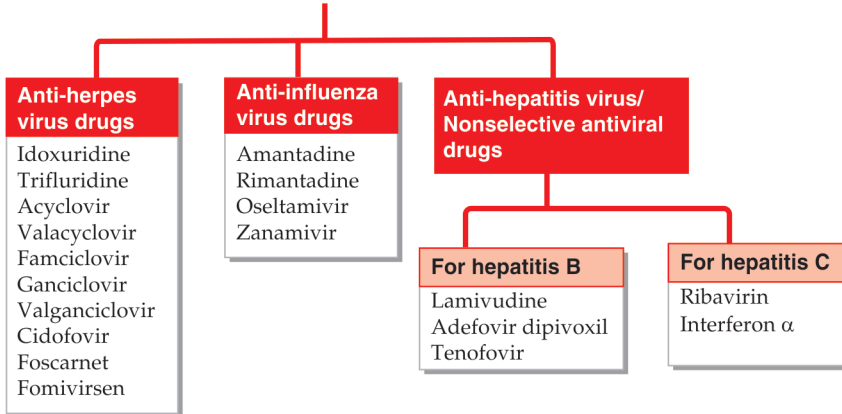 Anti-herpes
virus drugs
Idoxuridine
Trifluridine
Acyclovir
Valacyclovir
Famciclovir
Ganciclovir
Valganciclovir
Cidofovir
Foscarnet
Fomivirsen
Anti-influenza
virus drugs
Amantadine
Rimantadine
Oseltamivir
Zanamivir
Anti-hepatitis virus/
Nonselective antiviral
drugs
For hepatitis B
Lamivudine
Adefovir dipivoxil
Tenofovir
For hepatitis C
Ribavirin
Interferon α